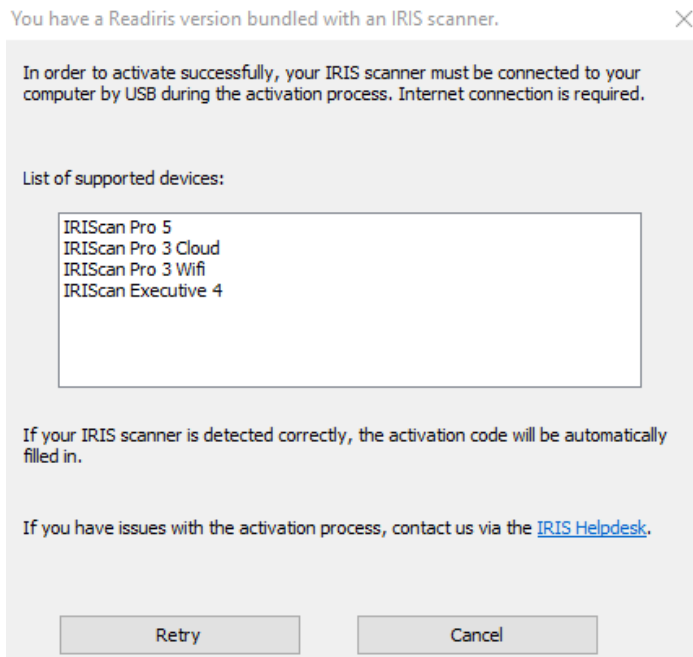 You have a Readiris version bundled with an IRIS scanner.
In order to activate successfully, your IRIS scanner must be connected to your
computer by USB during the activation process. Internet connection is required.
List of supported devices:
IRIScan Pro 5
IRIScan Pro 3 Cloud
IRIScan Pro 3 Wifi
IRIScan Executive 4
If your IRIS scanner is detected correctly, the activation code will be automatically
filled in.
If you have issues with the activation process, contact us via the IRIS Helpdesk.
Retry
Cancel